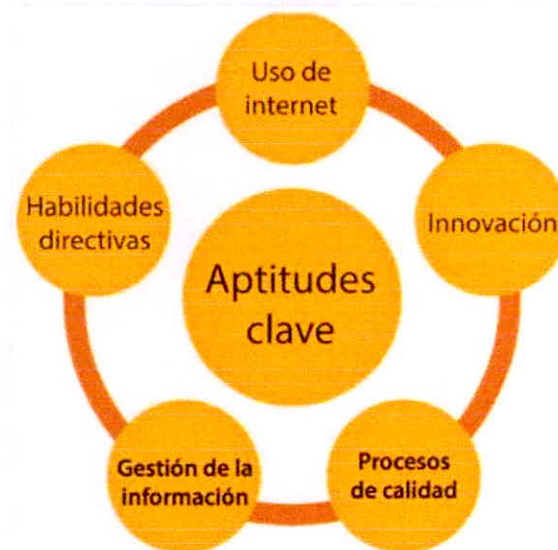 Uso de
internet
Habilidades
directivas
Innovación
Aptitudes
clave
Gestión de la
información
Procesos
de calidad